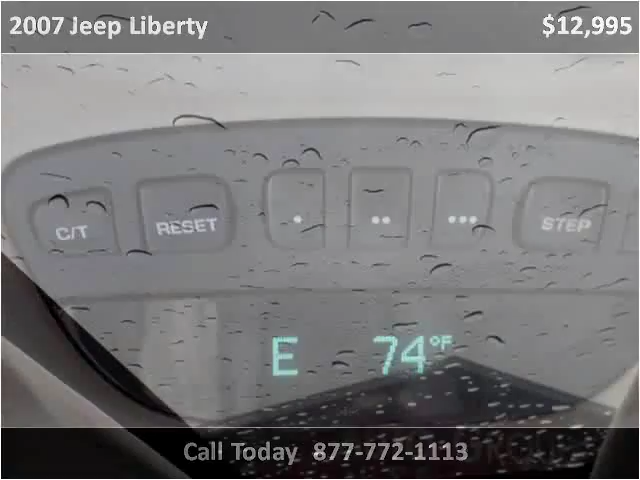 2007 Jeep Liberty $12,995
C/T RESET • •• ••• STEP
E 74°F
Call Today 877-772-1113